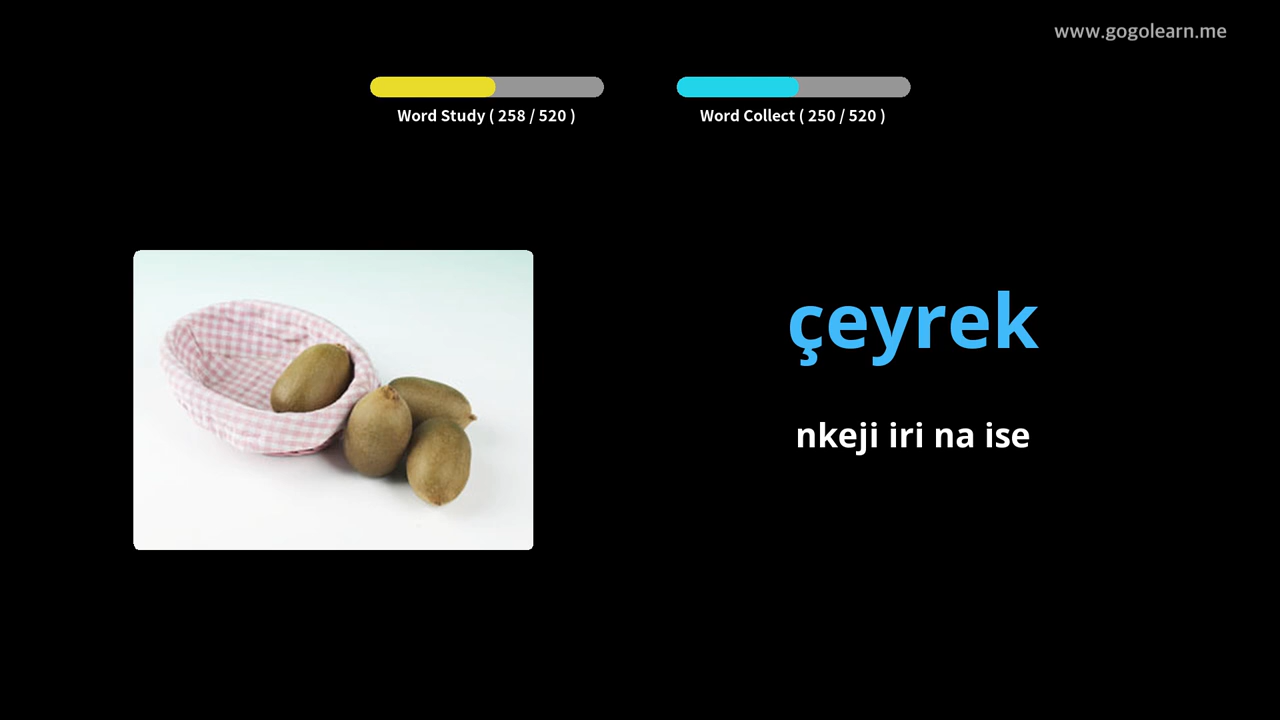 www.gogolearn.me
Word Study ( 258 / 520 )
Word Collect ( 250 / 520 )
çeyrek
nkeji iri na ise